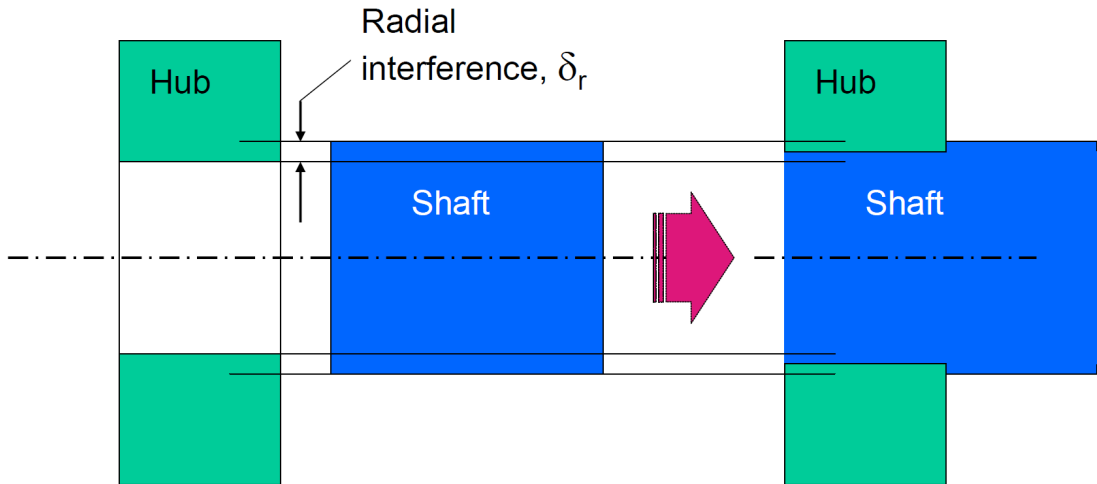 Radial
interference, δr
Hub
Hub
Shaft
Shaft